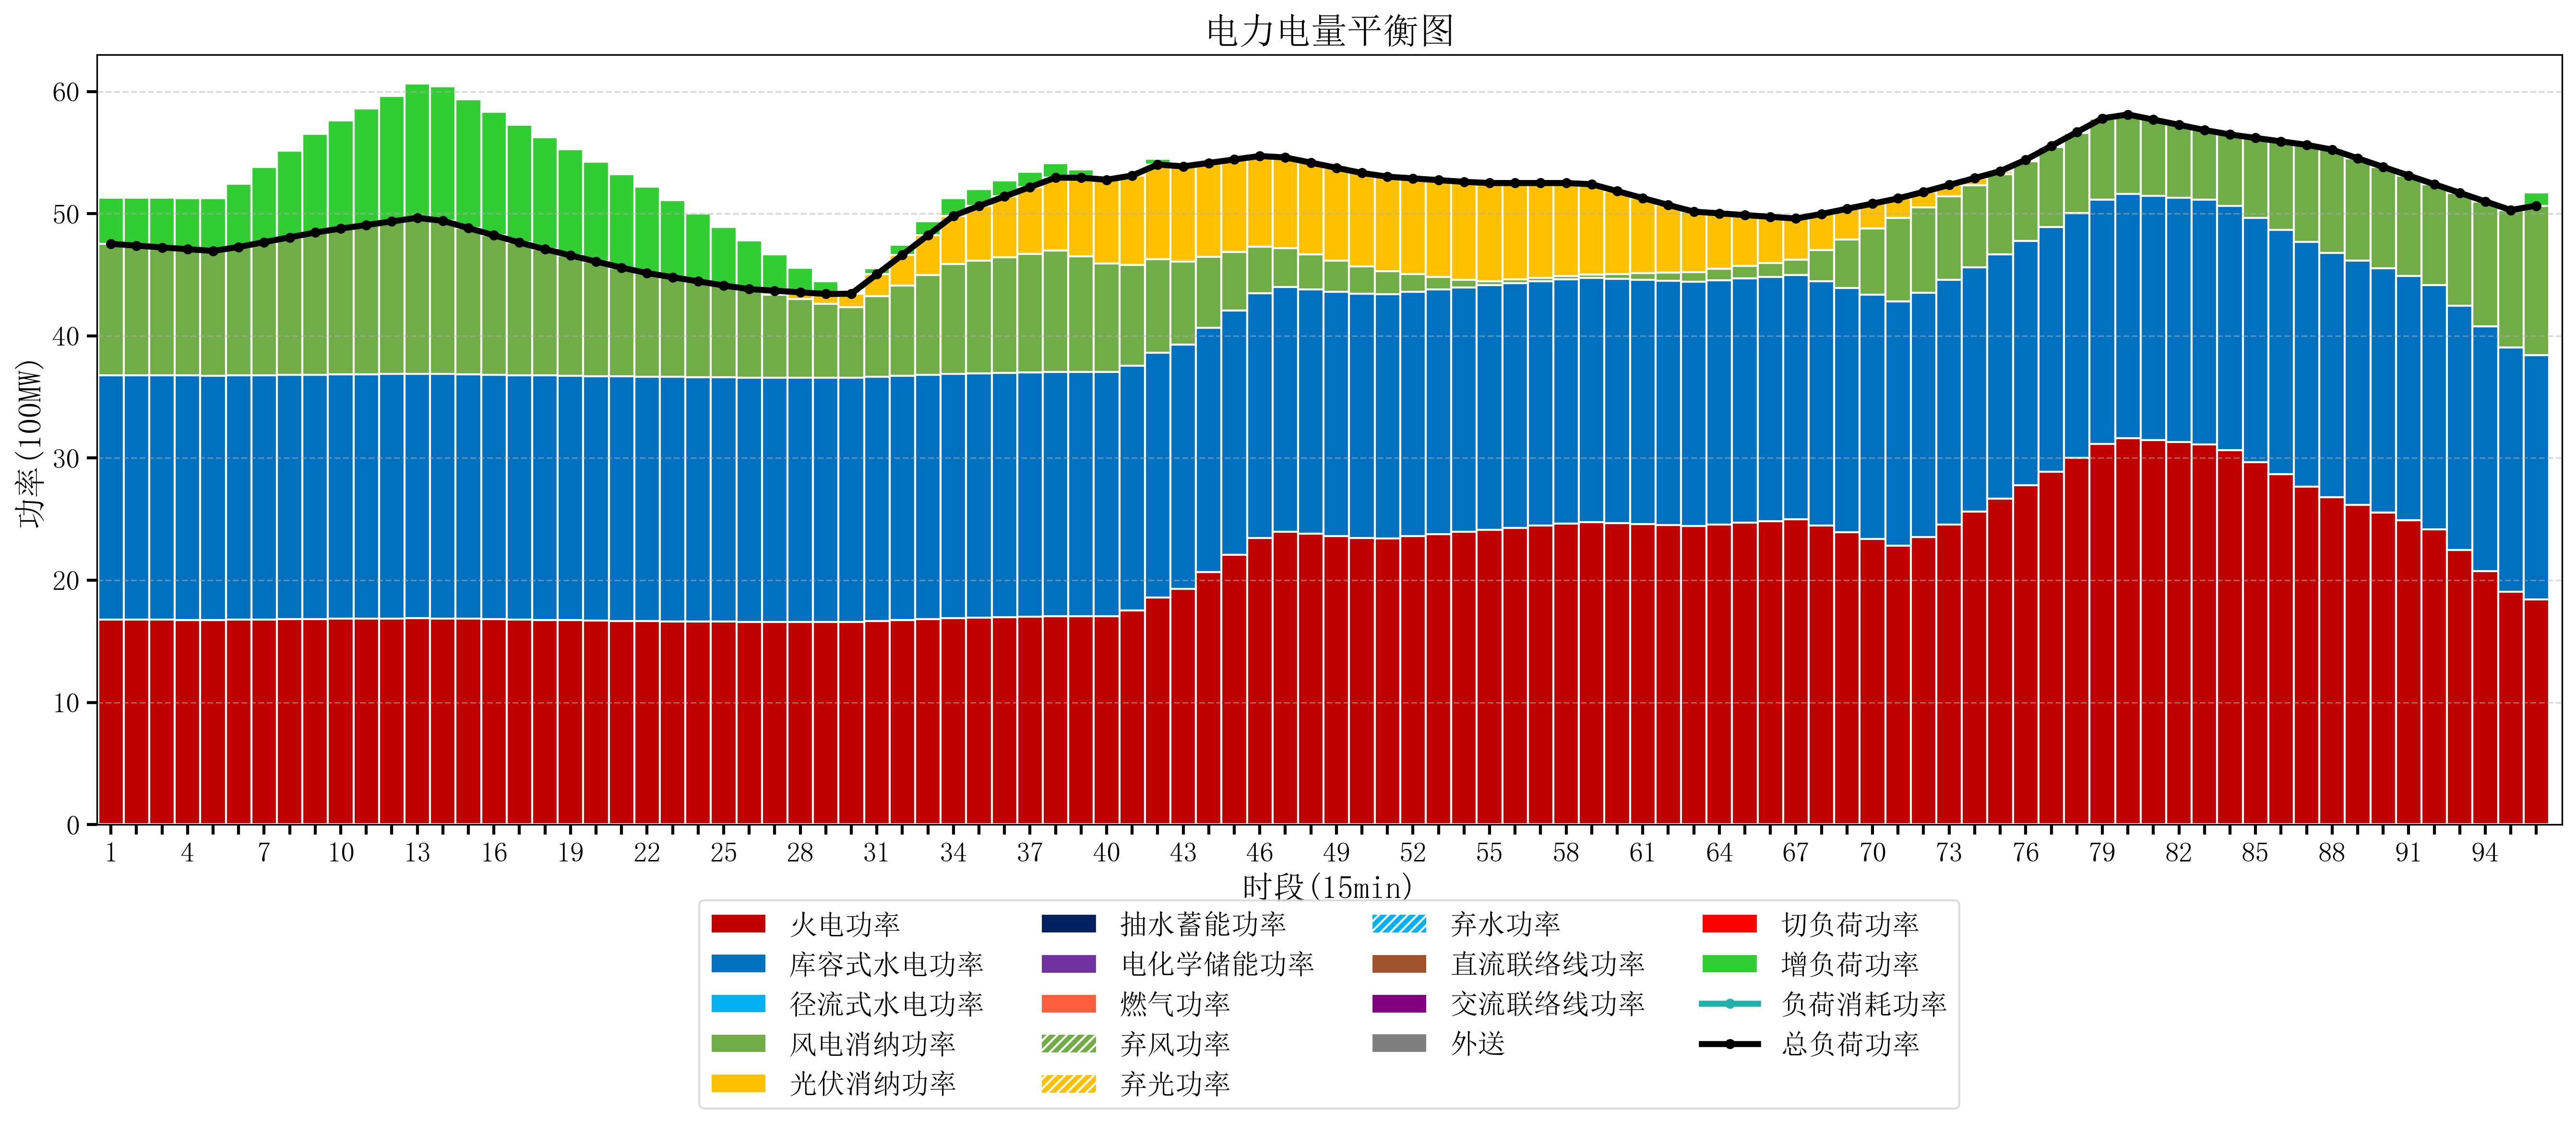 电力电量平衡图
功率(100MW)
60
50
40
30
20
10
0
1 4 7 10 13 16 19 22 25 28 31 34 37 40 43 46 49 52 55 58 61 64 67 70 73 76 79 82 85 88 91 94
时段(15min)
火电功率 抽水蓄能功率 弃水功率 切负荷功率
库容式水电功率 电化学储能功率 直流联络线功率 增负荷功率
径流式水电功率 燃气功率 交流联络线功率 负荷消耗功率
风电消纳功率 弃风功率 外送 总负荷功率
光伏消纳功率 弃光功率